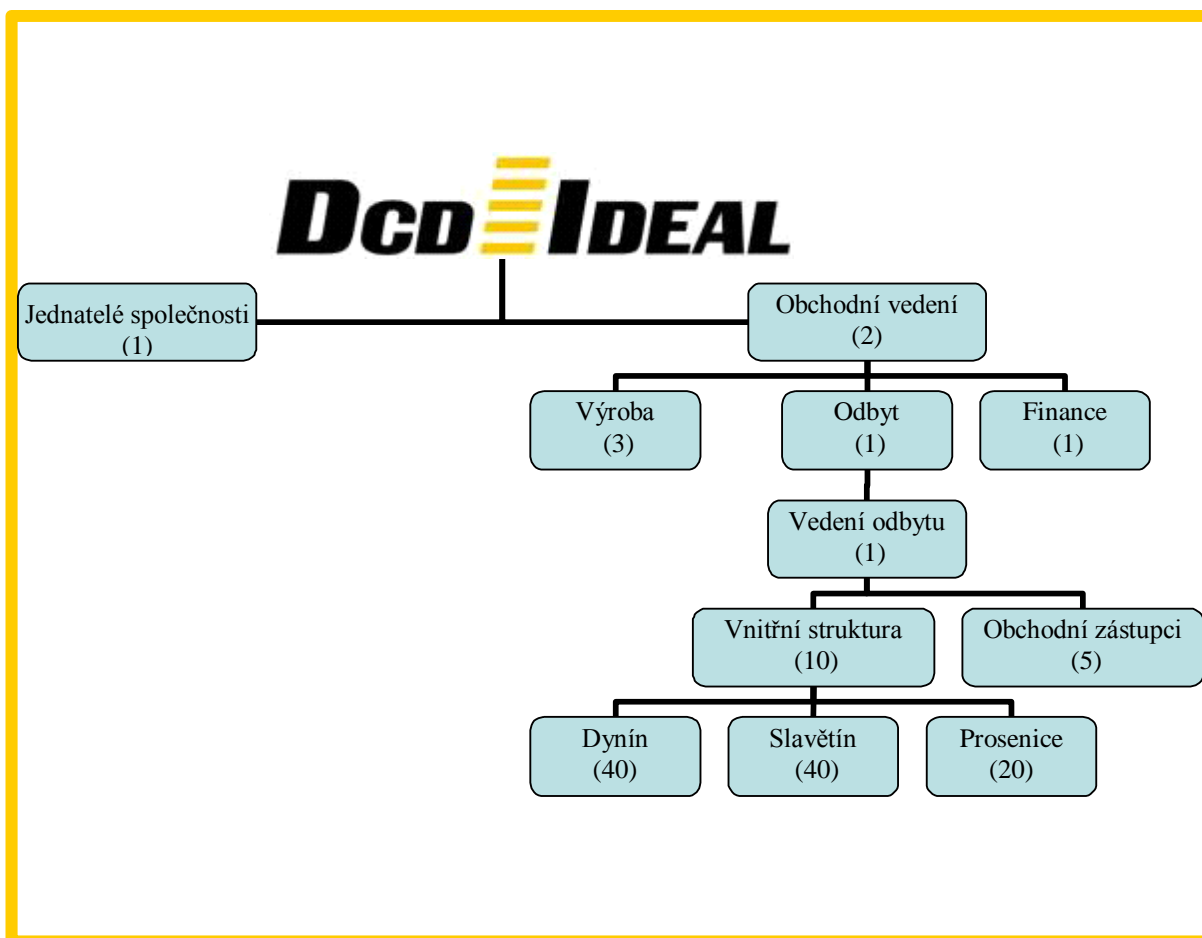 DCD IDEAL
Jednatelé společnosti
(1)
Obchodní vedení
(2)
Výroba
(3)
Odbyt
(1)
Finance
(1)
Vedení odbytu
(1)
Vnitřní struktura
(10)
Obchodní zástupci
(5)
Dynín
(40)
Slavětín
(40)
Prosenice
(20)